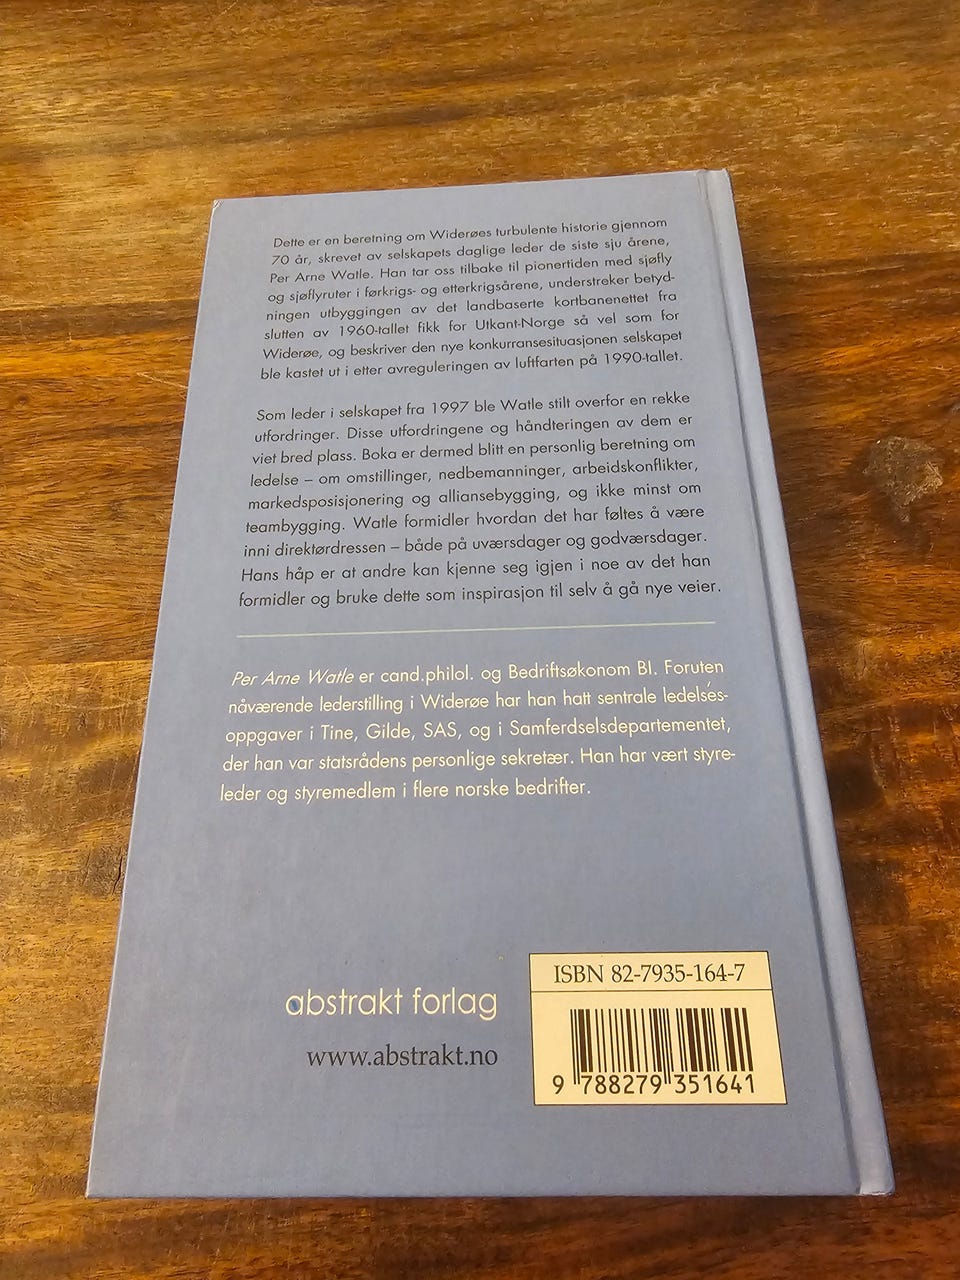 Dette er en beretning om Widerøes turbulente historie gjennom
70 år, skrevet av selskapets daglige leder de siste sju årene,
Per Arne Watle. Han tar oss tilbake til pionertiden med sjøfly
og sjøflyruter i førkrigs- og etterkrigsårene, understreker betyd-
ningen utbyggingen av det landbaserte kortbanenettet fra
slutten av 1960-tallet fikk for Utkant-Norge så vel som for
Widerøe, og beskriver den nye konkurransesituasjonen selskapet
ble kastet ut i etter avreguleringen av luftfarten på 1990-tallet.
Som leder i selskapet fra 1997 ble Watle stilt overfor en rekke
utfordringer. Disse utfordringene og håndteringen av dem er
viet bred plass. Boka er dermed blitt en personlig beretning om
ledelse – om omstillinger, nedbemanninger, arbeidskonflikter,
markedsposisjonering og alliansebygging, og ikke minst om
teambygging. Watle formidler hvordan det har føltes å være
inni direktørdressen – både på uværsdager og godværsdager.
Hans håp er at andre kan kjenne seg igjen i noe av det han
formidler og bruke dette som inspirasjon til selv å gå nye veier.
Per Arne Watle er cand.philol. og Bedriftsøkonom BI. Foruten
nåværende lederstilling i Widerøe har han hatt sentrale ledelses-
oppgaver i Tine, Gilde, SAS, og i Samferdselsdepartementet,
der han var statsrådens personlige sekretær. Han har vært styre-
leder og styremedlem i flere norske bedrifter.
abstrakt forlag
www.abstrakt.no
ISBN 82-7935-164-7
9 788279 351641